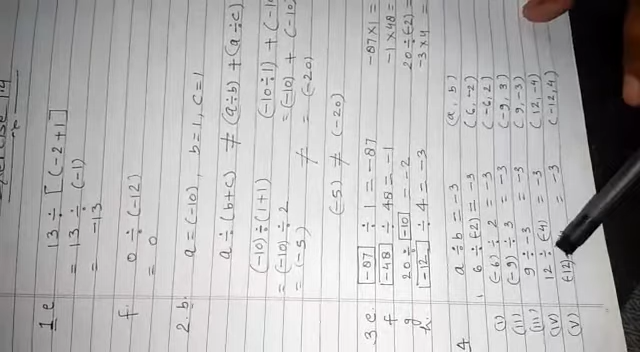 Exercise 1.4
1 e 13 ÷ [(-2+1]
= 13 ÷ (-1)
= -13
f. 0 ÷ (-12)
= 0
2. b. a = (-10), b = 1, c = 1
a ÷ (b+c) ≠ (a ÷ b) + (a ÷ c)
(-10) ÷ (1+1) (-10 ÷ 1) + (-10
= (-10) ÷ 2 = (-10) + (-10
= (-5) ≠ = (-20)
(-5) ≠ (-20)
3 e. -87 ÷ 1 = -87 -87 × 1 =
f -48 ÷ 48 = -1 -1 × 48 =
g 20 ÷ -10 = -2 20 ÷ (-2) =
h. -12 ÷ 4 = -3 -3 × 4 =
4 a ÷ b = -3 (a, b)
(i) 6 ÷ (-2) = -3 (6, -2)
(ii) (-6) ÷ 2 = -3 (-6, 2)
(iii) (-9) ÷ 3 = -3 (-9, 3)
(iv) 9 ÷ -3 = -3 (9, -3)
(v) 12 ÷ (-4) = -3 (12, -4)
(-12) = -3 (-12, 4)